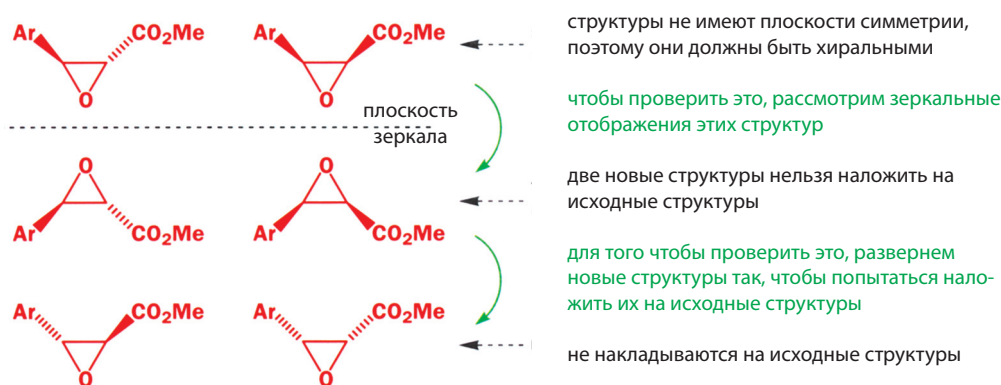 Ar CO2Me Ar CO2Me
O O
структуры не имеют плоскости симметрии,
поэтому они должны быть хиральными
чтобы проверить это, рассмотрим зеркальные
отображения этих структур
плоскость
зеркала
O O
Ar CO2Me Ar CO2Me
две новые структуры нельзя наложить на
исходные структуры
для того чтобы проверить это, развернем
новые структуры так, чтобы попытаться нало-
жить их на исходные структуры
Ar CO2Me Ar CO2Me
O O
не накладываются на исходные структуры